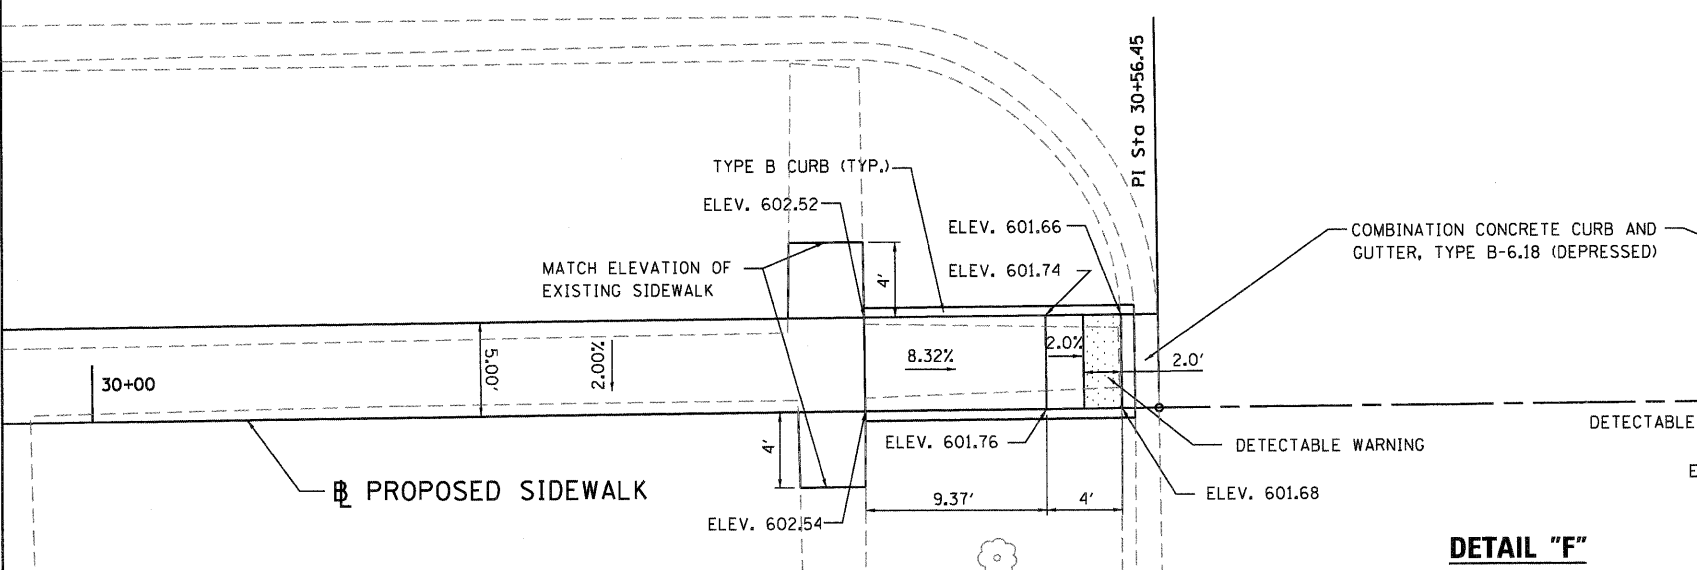 PI Sta 30+56.45
TYPE B CURB (TYP.)
ELEV. 602.52
ELEV. 601.66
COMBINATION CONCRETE CURB AND
GUTTER, TYPE B-6.18 (DEPRESSED)
MATCH ELEVATION OF
EXISTING SIDEWALK
4'
ELEV. 601.74
30+00
5.00'
2.00%
8.32%
2.0%
2.0'
DETECTABLE
4'
ELEV. 601.76
DETECTABLE WARNING
E
℄ PROPOSED SIDEWALK
9.37'
4'
ELEV. 601.68
ELEV. 602.54
DETAIL "F"